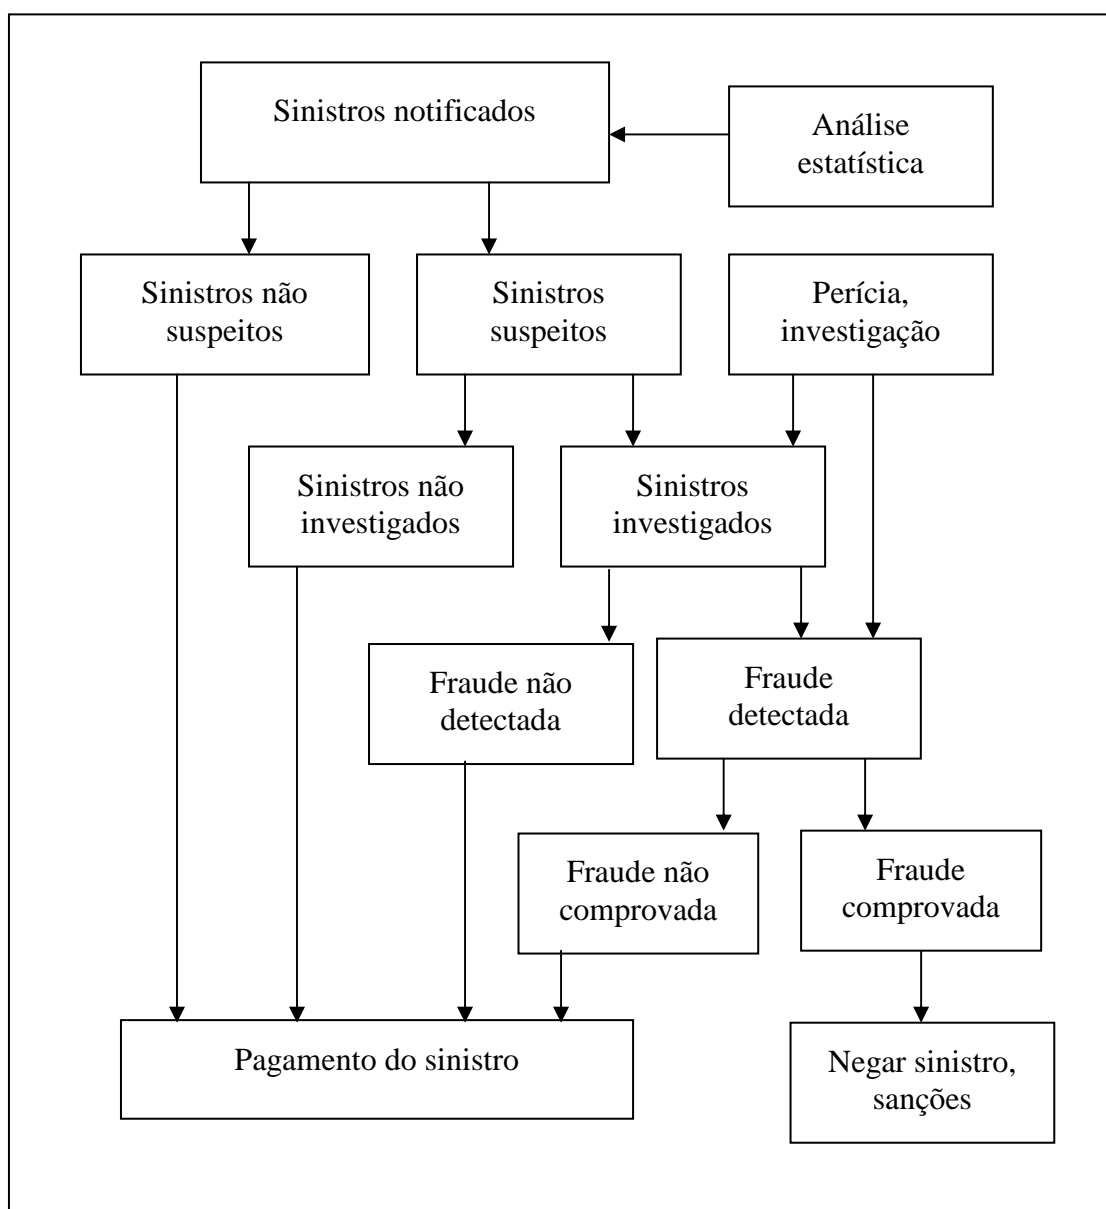 Sinistros notificados
Análise
estatística
Sinistros não
suspeitos
Sinistros
suspeitos
Perícia,
investigação
Sinistros não
investigados
Sinistros
investigados
Fraude não
detectada
Fraude
detectada
Fraude não
comprovada
Fraude
comprovada
Pagamento do sinistro
Negar sinistro,
sanções